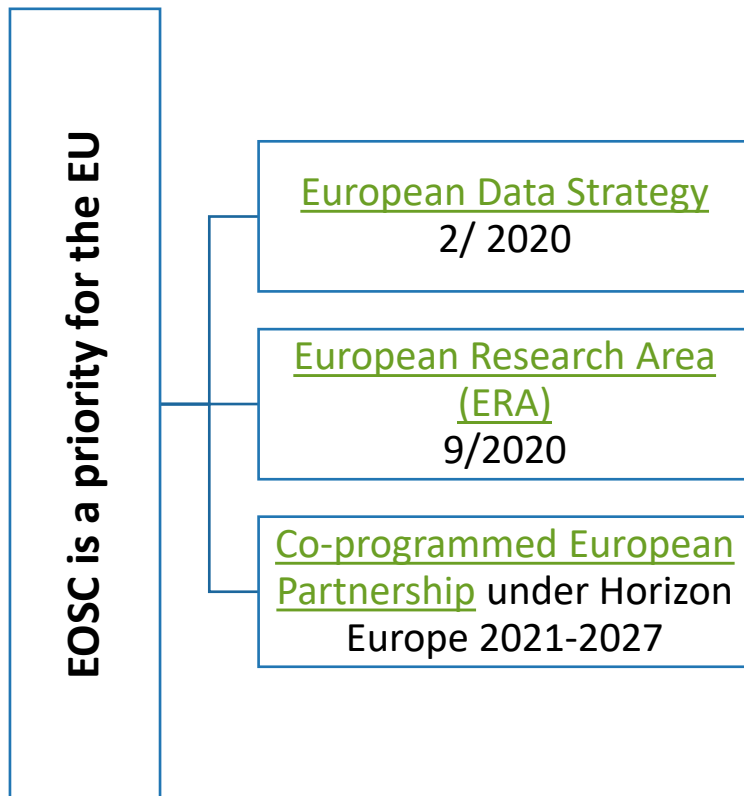 EOSC is a priority for the EU
European Data Strategy
2/ 2020
European Research Area
(ERA)
9/2020
Co-programmed European
Partnership under Horizon
Europe 2021-2027